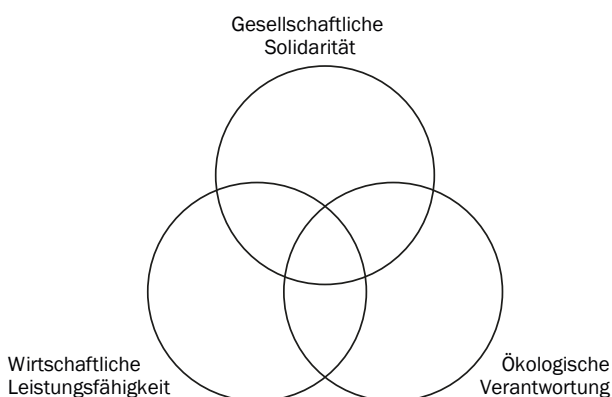 Gesellschaftliche
Solidarität
Wirtschaftliche
Leistungsfähigkeit
Ökologische
Verantwortung